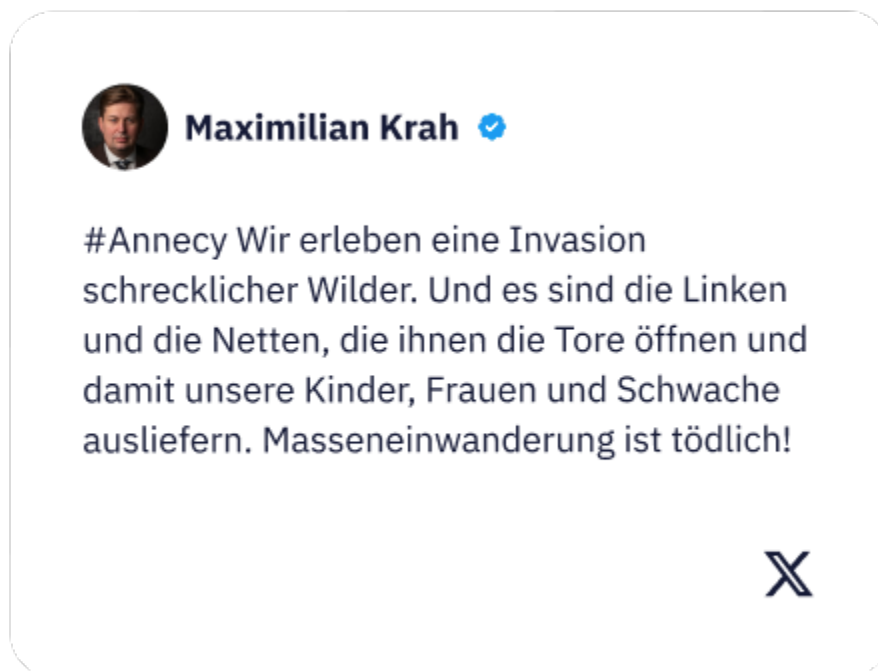 Maximilian Krah
#Annecy Wir erleben eine Invasion
schrecklicher Wilder. Und es sind die Linken
und die Netten, die ihnen die Tore öffnen und
damit unsere Kinder, Frauen und Schwache
ausliefern. Masseneinwanderung ist tödlich!